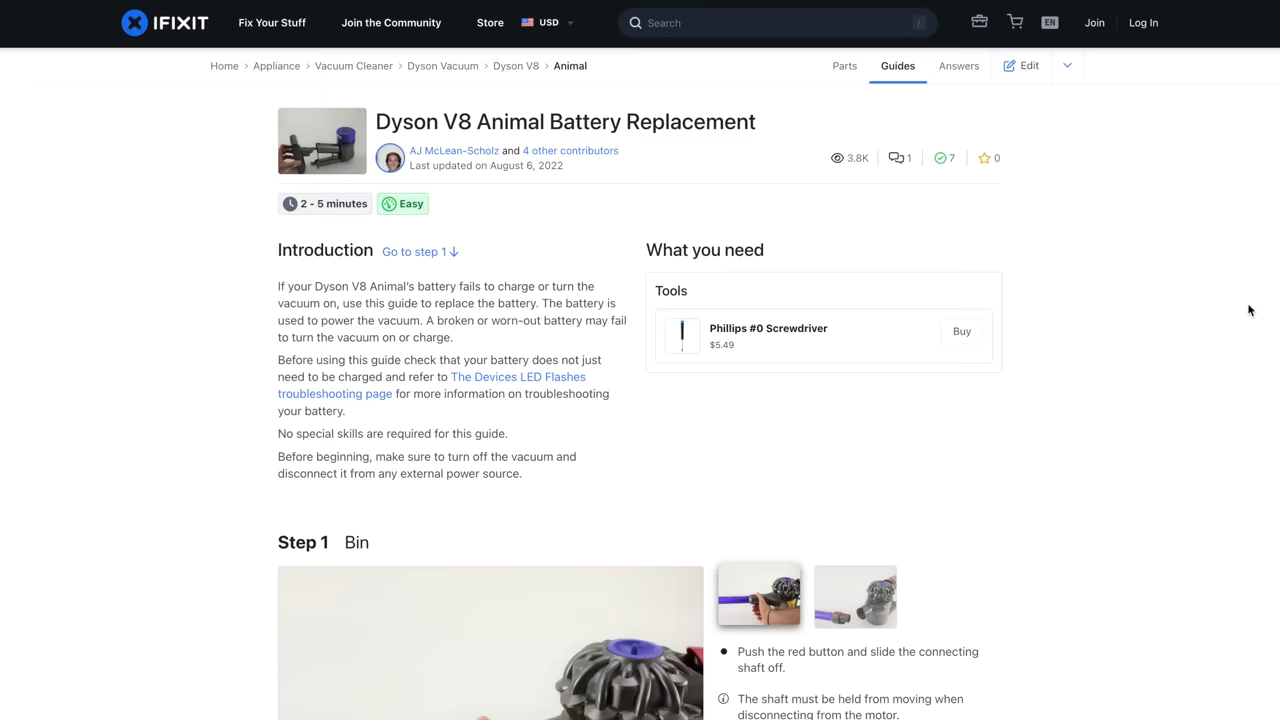 IFIXIT Fix Your Stuff Join the Community Store USD Search / EN Join Log In
Home > Appliance > Vacuum Cleaner > Dyson Vacuum > Dyson V8 > Animal Parts Guides Answers Edit
Dyson V8 Animal Battery Replacement
AJ McLean-Scholz and 4 other contributors
Last updated on August 6, 2022
3.8K 1 7 0
2 - 5 minutes Easy
Introduction Go to step 1
If your Dyson V8 Animal's battery fails to charge or turn the
vacuum on, use this guide to replace the battery. The battery is
used to power the vacuum. A broken or worn-out battery may fail
to turn the vacuum on or charge.
Before using this guide check that your battery does not just
need to be charged and refer to The Devices LED Flashes
troubleshooting page for more information on troubleshooting
your battery.
No special skills are required for this guide.
Before beginning, make sure to turn off the vacuum and
disconnect it from any external power source.
What you need
Tools
Phillips #0 Screwdriver
$5.49
Buy
Step 1 Bin
Push the red button and slide the connecting
shaft off.
The shaft must be held from moving when
disconnecting from the motor.